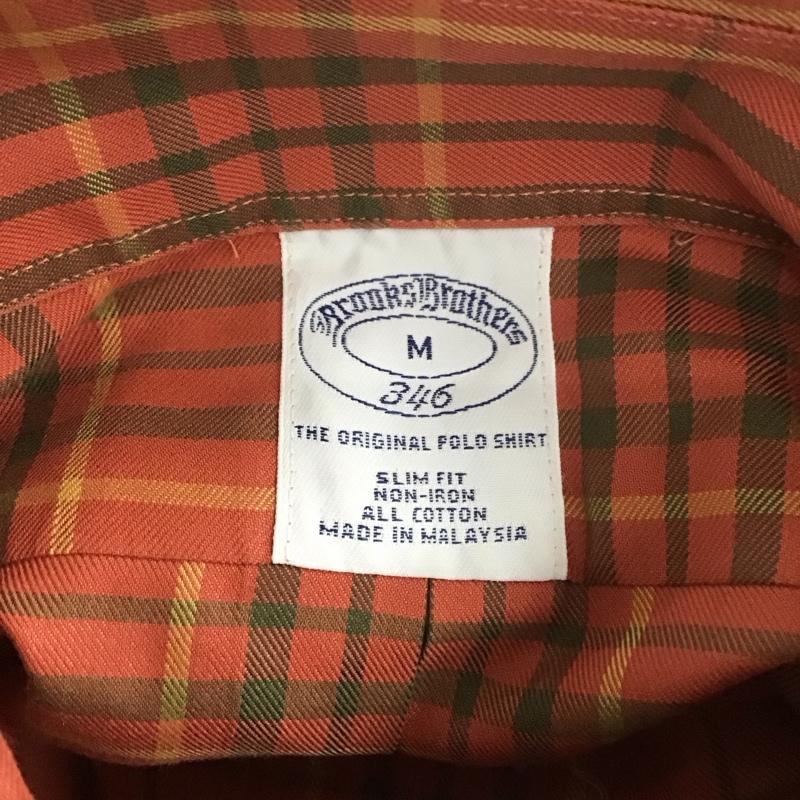 Brooks Brothers
M
346
THE ORIGINAL POLO SHIRT
SLIM FIT
NON-IRON
ALL COTTON
MADE IN MALAYSIA